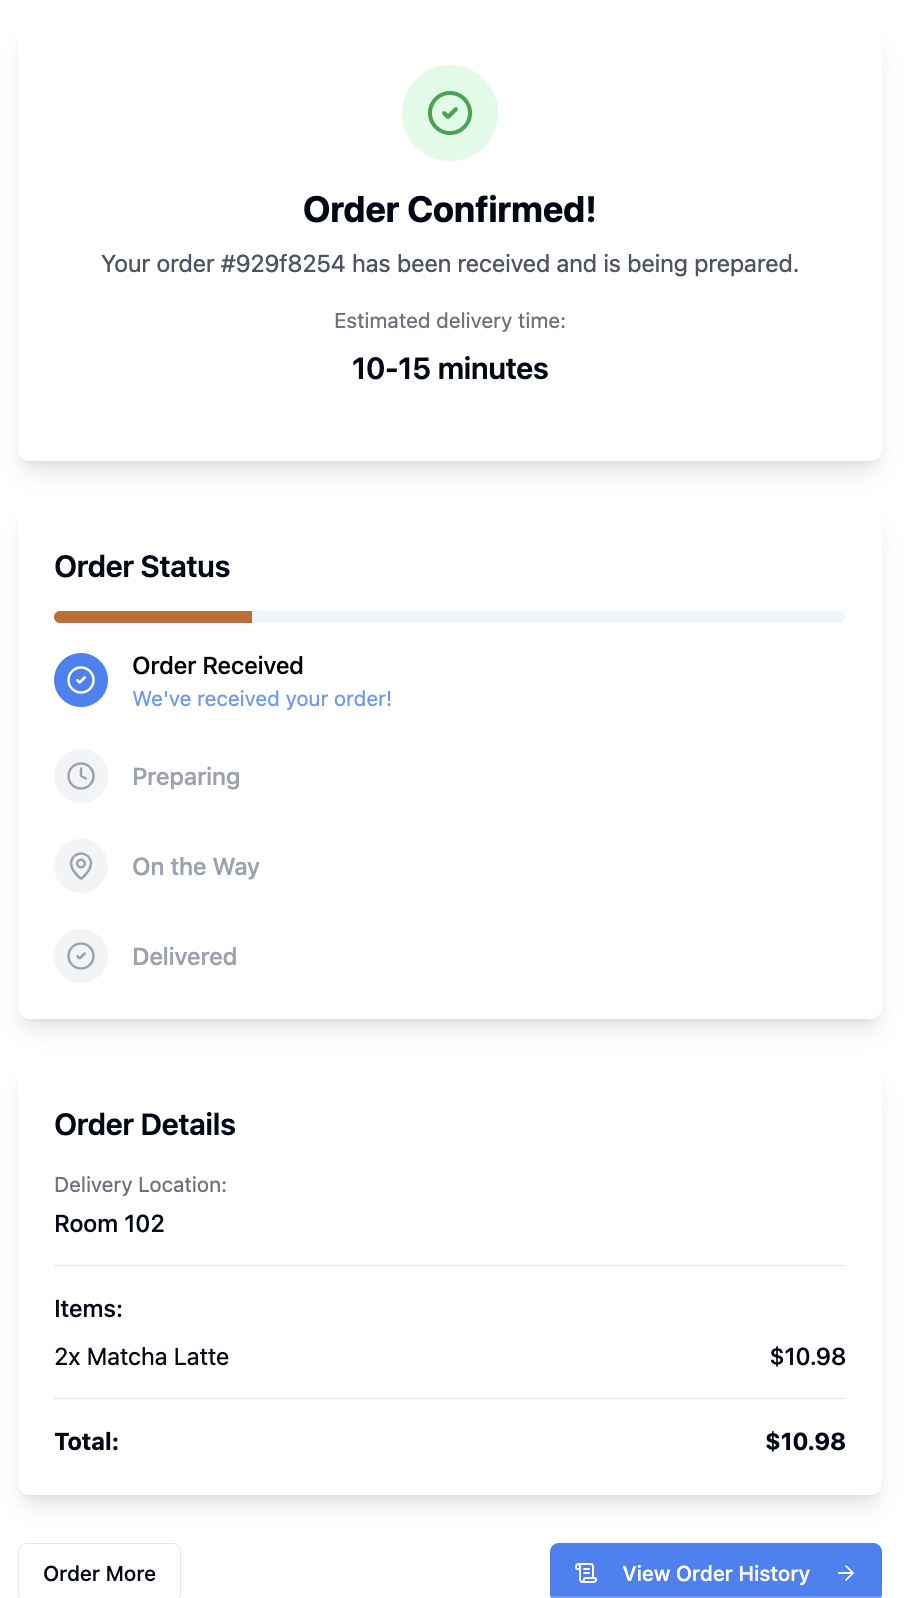 Order Confirmed!
Your order #929f8254 has been received and is being prepared.
Estimated delivery time:
10-15 minutes
Order Status
Order Received
We've received your order!
Preparing
On the Way
Delivered
Order Details
Delivery Location:
Room 102
Items:
2x Matcha Latte $10.98
Total: $10.98
Order More View Order History